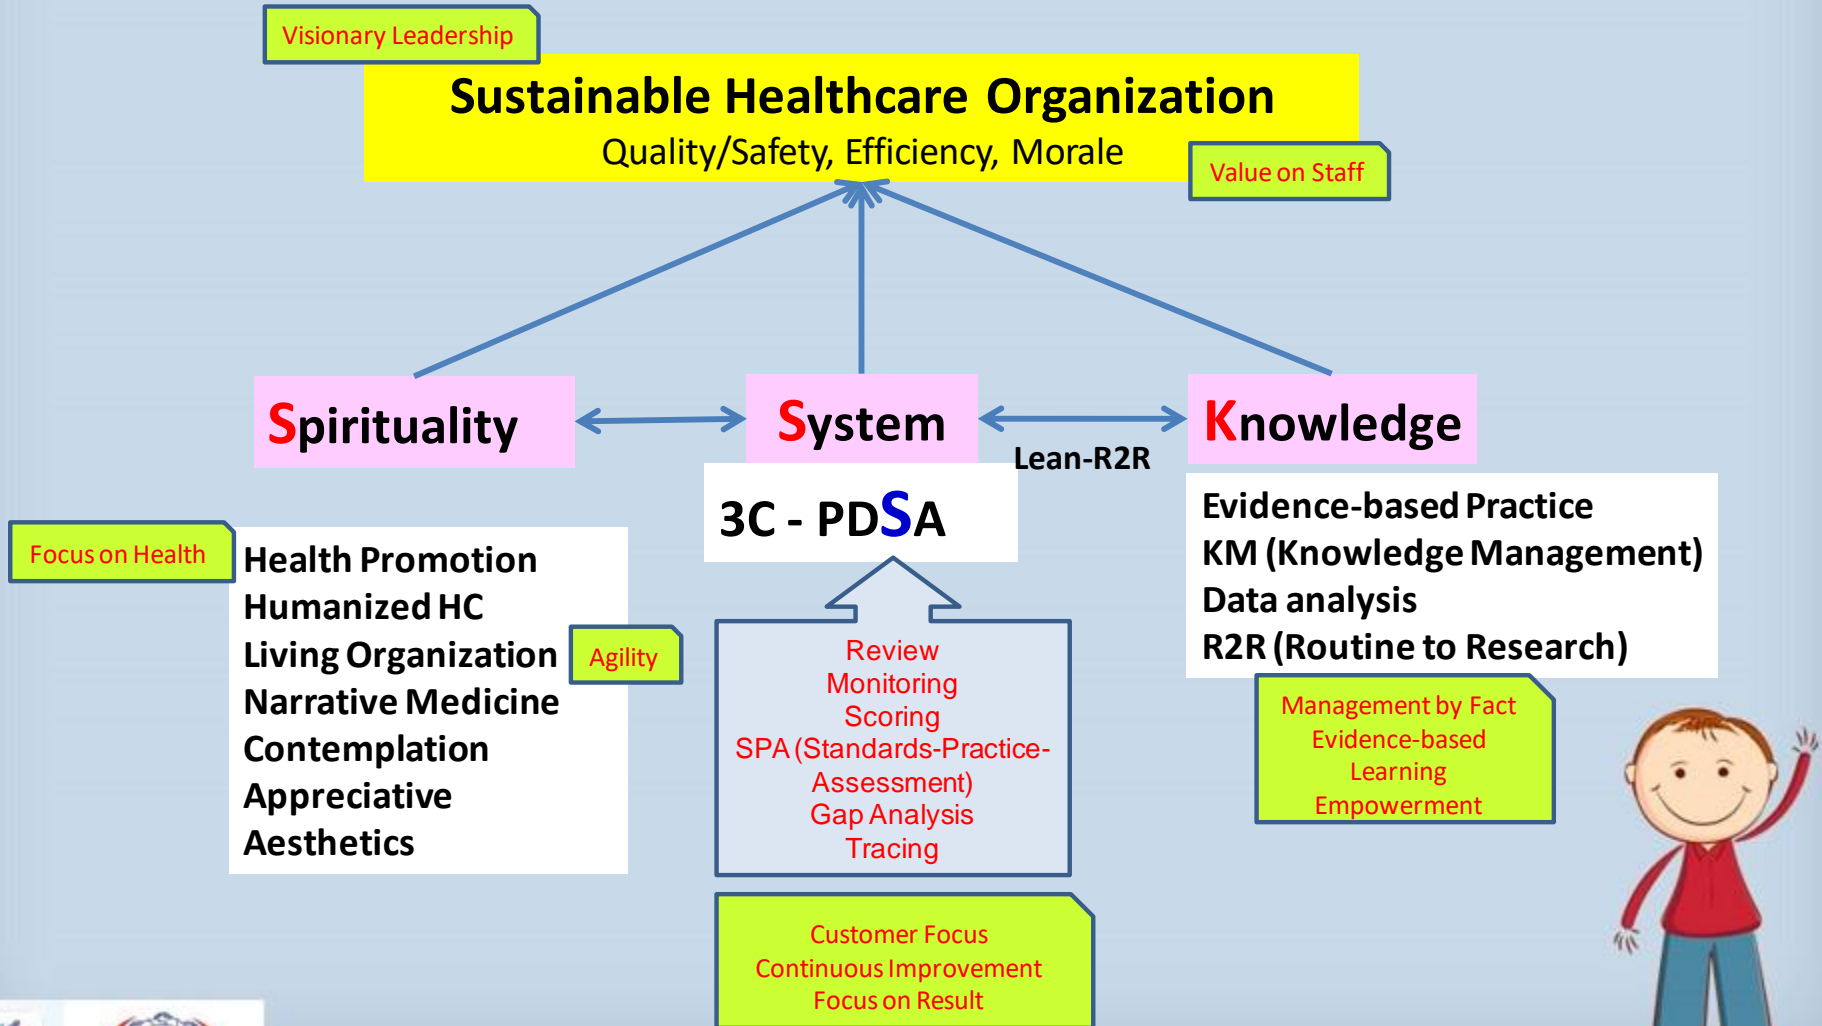 Visionary Leadership
Sustainable Healthcare Organization
Quality/Safety, Efficiency, Morale
Value on Staff
Spirituality
System
Knowledge
Lean-R2R
3C - PDSA
Focus on Health
Health Promotion
Humanized HC
Living Organization
Narrative Medicine
Contemplation
Appreciative
Aesthetics
Agility
Review
Monitoring
Scoring
SPA (Standards-Practice-
Assessment)
Gap Analysis
Tracing
Customer Focus
Continuous Improvement
Focus on Result
Evidence-based Practice
KM (Knowledge Management)
Data analysis
R2R (Routine to Research)
Management by Fact
Evidence-based
Learning
Empowerment